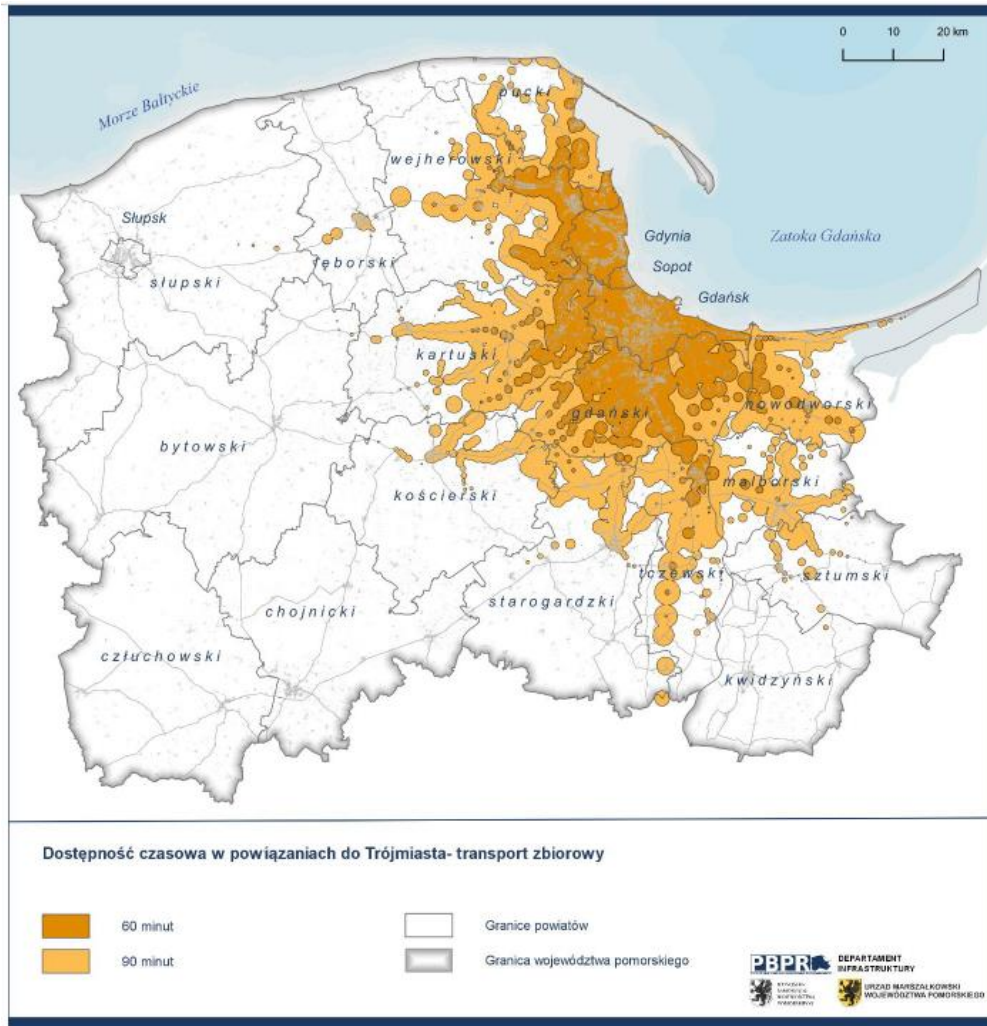 0 10 20 km
Morze Bałtyckie
pucki
wejherowski
Słupsk
Gdynia
Zatoka Gdańska
słupski
lęborski
Sopot
Gdańsk
kartuski
nowodworski
gdański
bytowski
malborski
kościerski
tczewski
sztumski
starogardzki
chojnicki
człuchowski
kwidzyński
Dostępność czasowa w powiązaniach do Trójmiasta- transport zbiorowy
60 minut
Granice powiatów
90 minut
Granica województwa pomorskiego
PBPR
DEPARTAMENT
INFRASTRUKTURY
URZĄD MARSZAŁKOWSKI
WOJEWÓDZTWA POMORSKIEGO